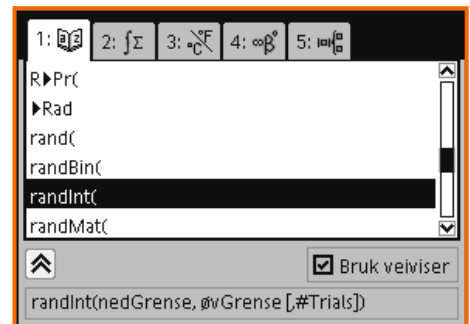 1: 2: ∫Σ 3: °C°F 4: ∞β° 5:
R▶Pr(
▶Rad
rand(
randBin(
randInt(
randMat(
Bruk veiviser
randInt(nedGrense, øvGrense [,#Trials])